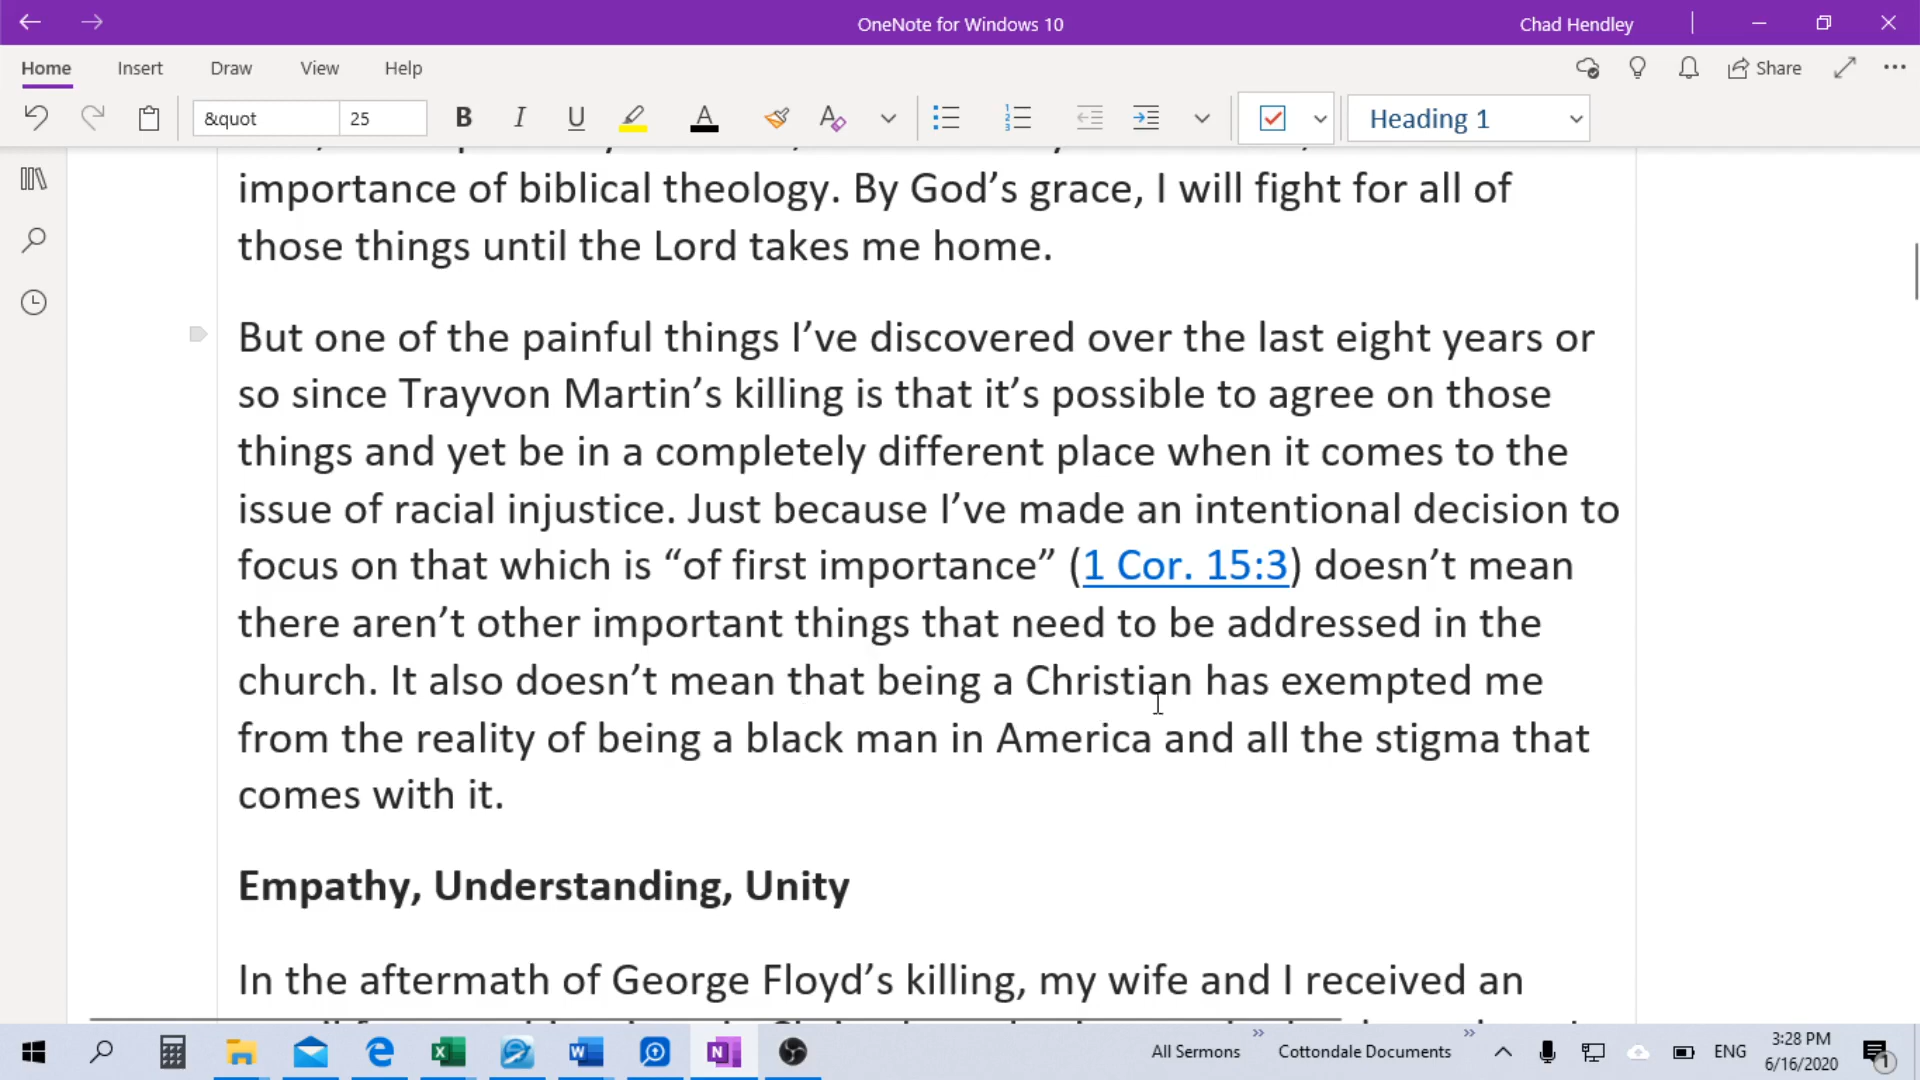 OneNote for Windows 10
Chad Hendley
Home Insert Draw View Help
Share
&quot 25 B I U A A Heading 1
importance of biblical theology. By God’s grace, I will fight for all of
those things until the Lord takes me home.
But one of the painful things I’ve discovered over the last eight years or
so since Trayvon Martin’s killing is that it’s possible to agree on those
things and yet be in a completely different place when it comes to the
issue of racial injustice. Just because I’ve made an intentional decision to
focus on that which is “of first importance” (1 Cor. 15:3) doesn’t mean
there aren’t other important things that need to be addressed in the
church. It also doesn’t mean that being a Christian has exempted me
from the reality of being a black man in America and all the stigma that
comes with it.
Empathy, Understanding, Unity
In the aftermath of George Floyd’s killing, my wife and I received an
All Sermons
Cottondale Documents
ENG
3:28 PM
6/16/2020
1